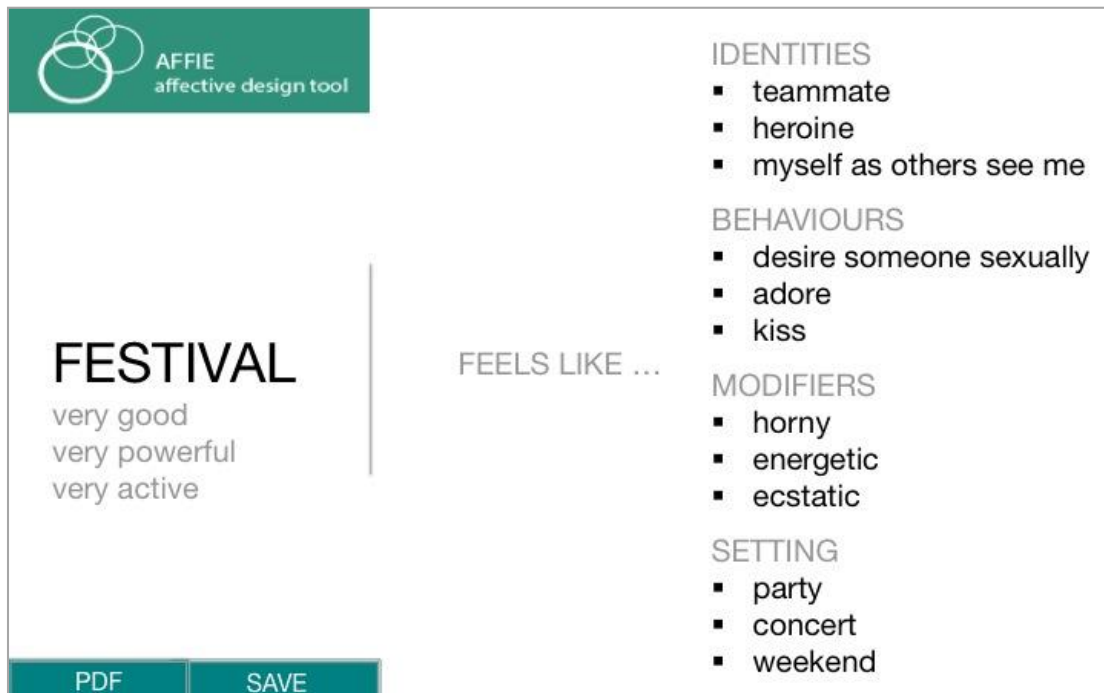 AFFIE
affective design tool
FESTIVAL
very good
very powerful
very active
FEELS LIKE ...
IDENTITIES
▪ teammate
▪ heroine
▪ myself as others see me
BEHAVIOURS
▪ desire someone sexually
▪ adore
▪ kiss
MODIFIERS
▪ horny
▪ energetic
▪ ecstatic
SETTING
▪ party
▪ concert
▪ weekend
PDF
SAVE